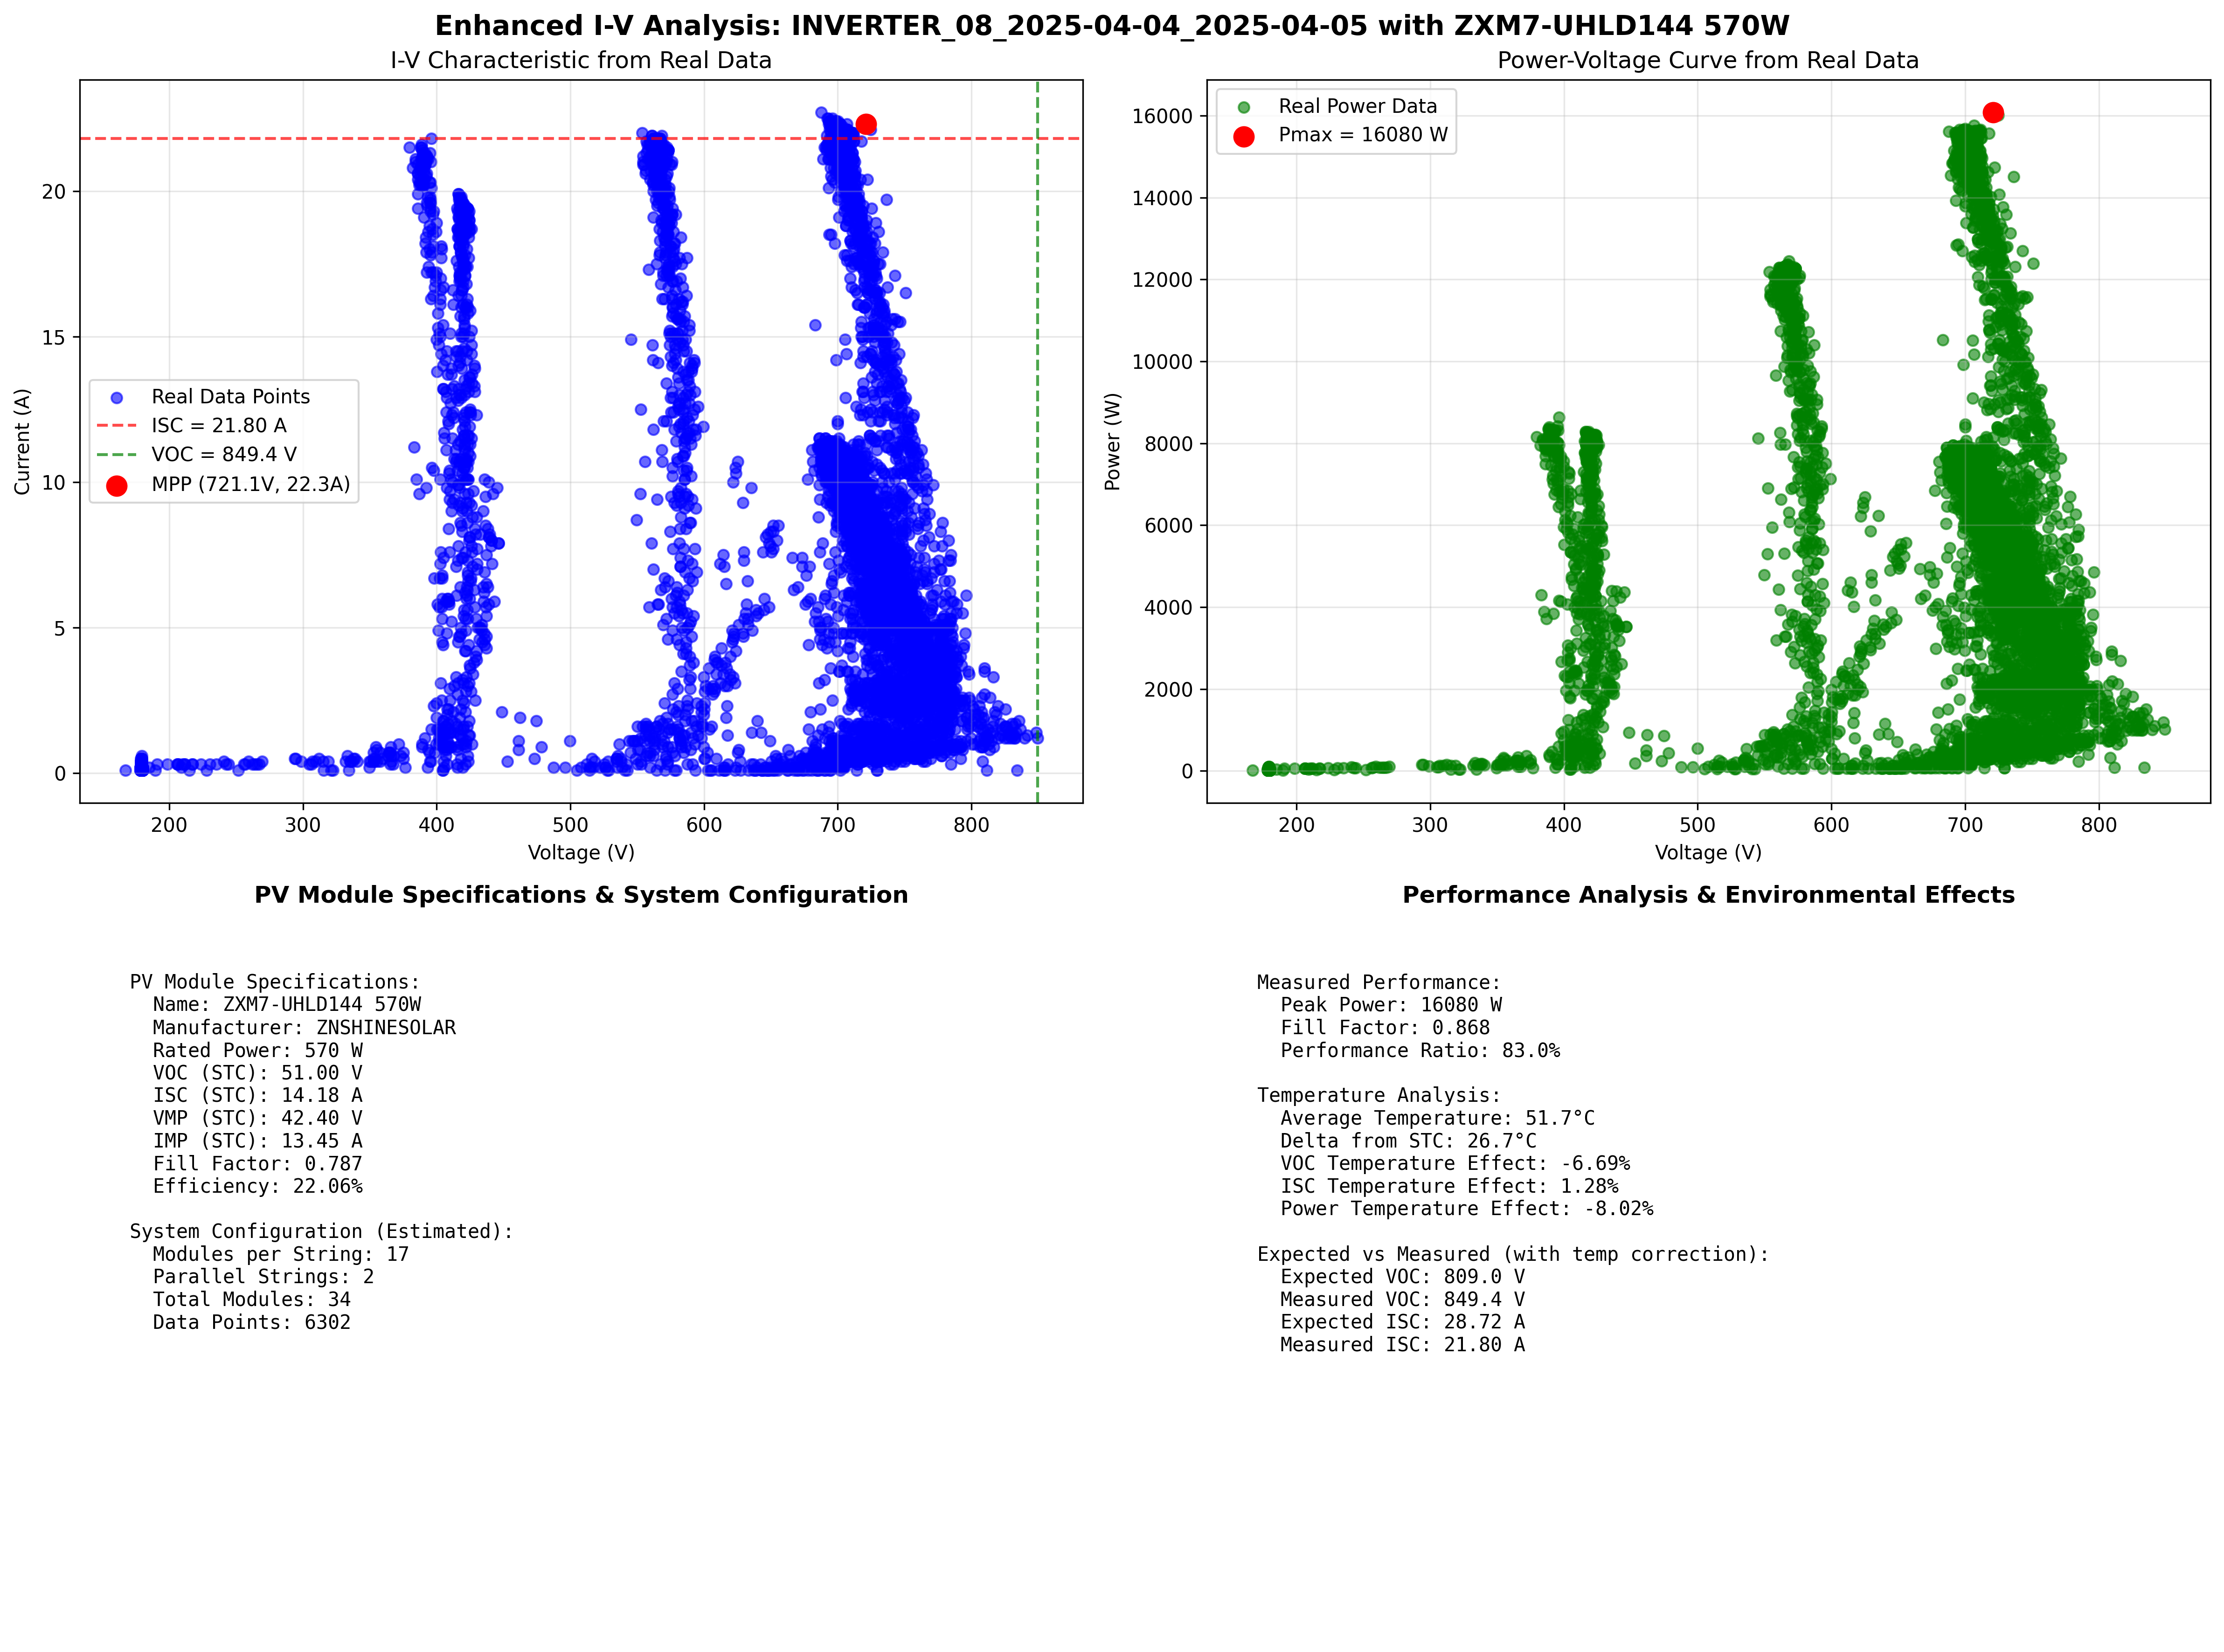 Enhanced I-V Analysis: INVERTER_08_2025-04-04_2025-04-05 with ZXM7-UHLD144 570W
I-V Characteristic from Real Data
Current (A)
20
15
10
5
0
Real Data Points
ISC = 21.80 A
VOC = 849.4 V
MPP (721.1V, 22.3A)
200 300 400 500 600 700 800
Voltage (V)
Power-Voltage Curve from Real Data
Power (W)
16000
14000
12000
10000
8000
6000
4000
2000
0
Real Power Data
Pmax = 16080 W
200 300 400 500 600 700 800
Voltage (V)
PV Module Specifications & System Configuration
PV Module Specifications:
Name: ZXM7-UHLD144 570W
Manufacturer: ZNSHINESOLAR
Rated Power: 570 W
VOC (STC): 51.00 V
ISC (STC): 14.18 A
VMP (STC): 42.40 V
IMP (STC): 13.45 A
Fill Factor: 0.787
Efficiency: 22.06%
System Configuration (Estimated):
Modules per String: 17
Parallel Strings: 2
Total Modules: 34
Data Points: 6302
Performance Analysis & Environmental Effects
Measured Performance:
Peak Power: 16080 W
Fill Factor: 0.868
Performance Ratio: 83.0%
Temperature Analysis:
Average Temperature: 51.7°C
Delta from STC: 26.7°C
VOC Temperature Effect: -6.69%
ISC Temperature Effect: 1.28%
Power Temperature Effect: -8.02%
Expected vs Measured (with temp correction):
Expected VOC: 809.0 V
Measured VOC: 849.4 V
Expected ISC: 28.72 A
Measured ISC: 21.80 A